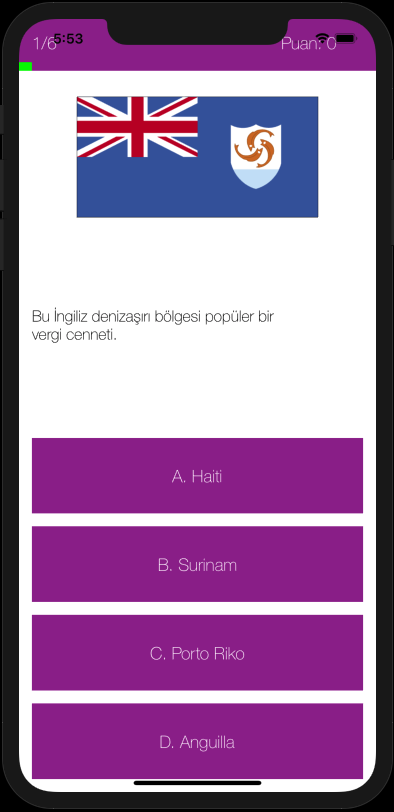 1/6
5:53
Puan: 0
Bu İngiliz denizaşırı bölgesi popüler bir
vergi cenneti.
A. Haiti
B. Surinam
C. Porto Riko
D. Anguilla